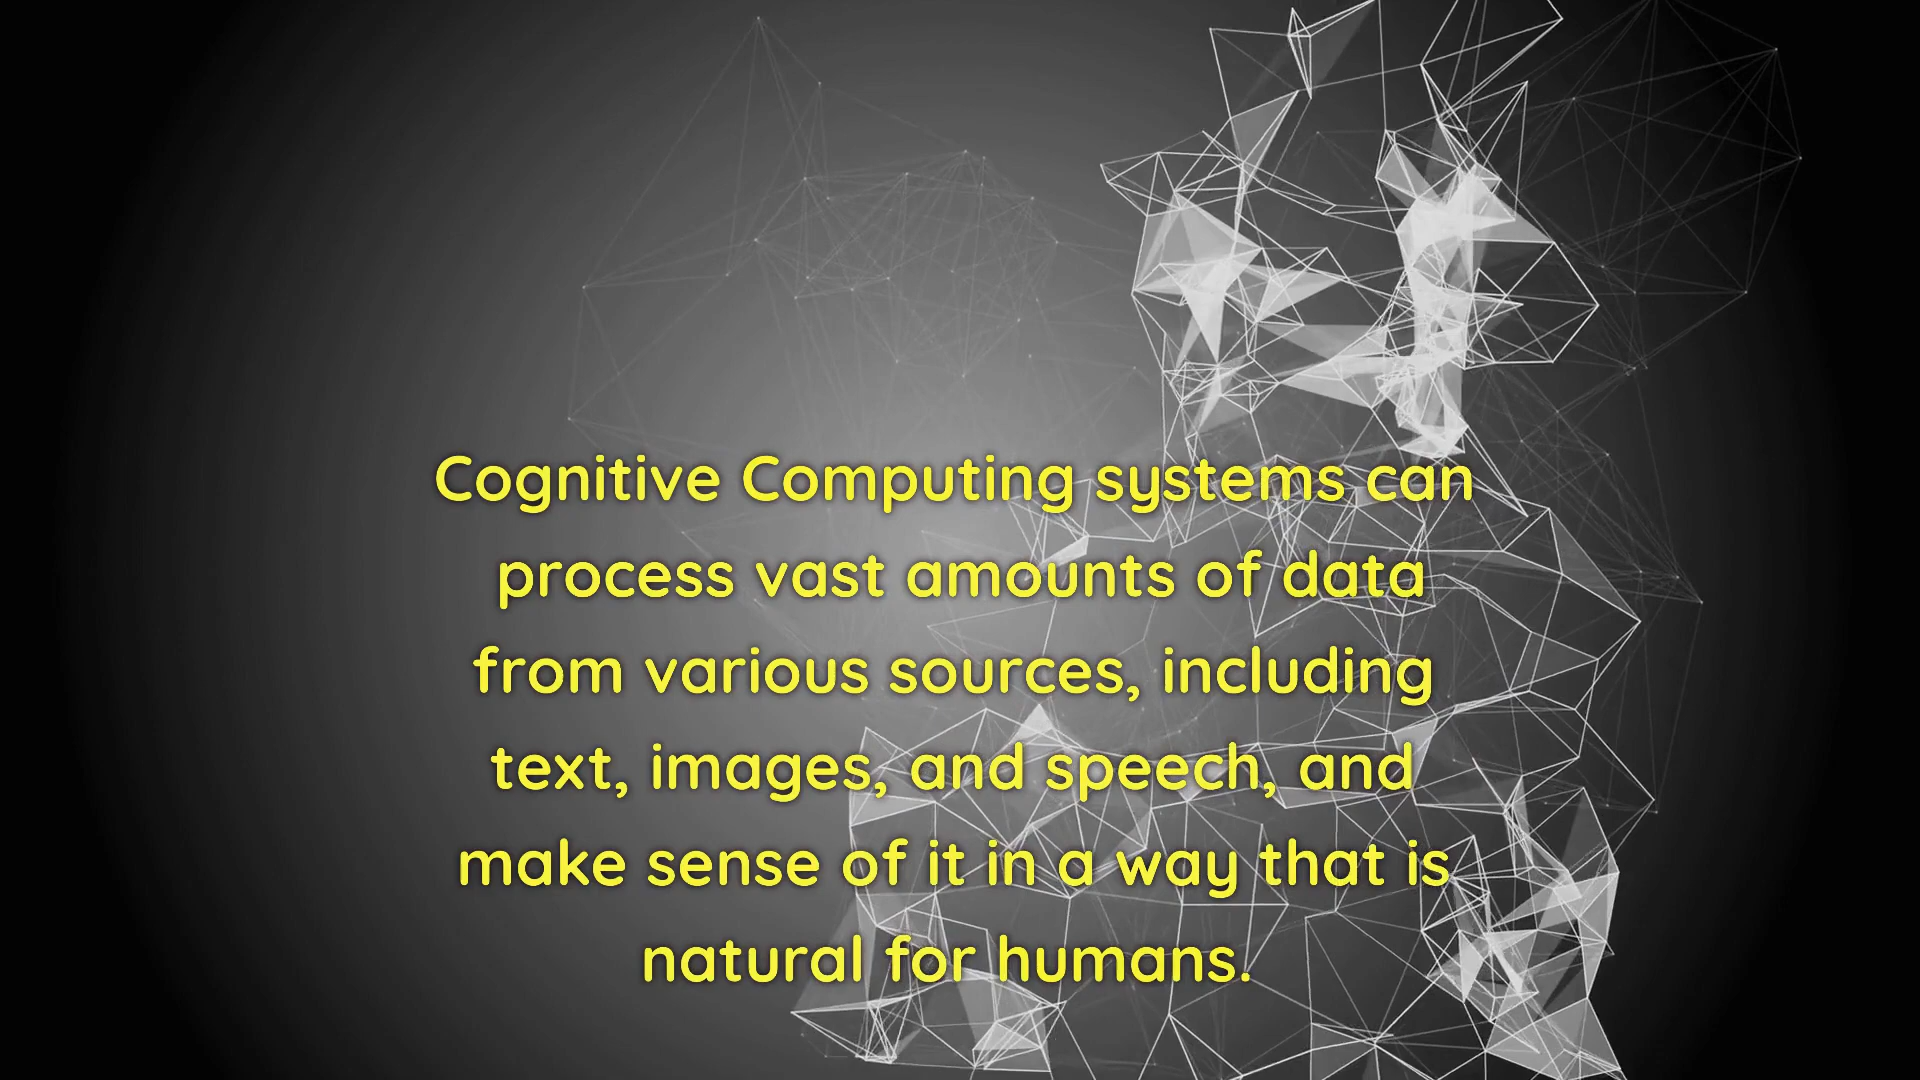 Cognitive Computing systems can
process vast amounts of data
from various sources, including
text, images, and speech, and
make sense of it in a way that is
natural for humans.